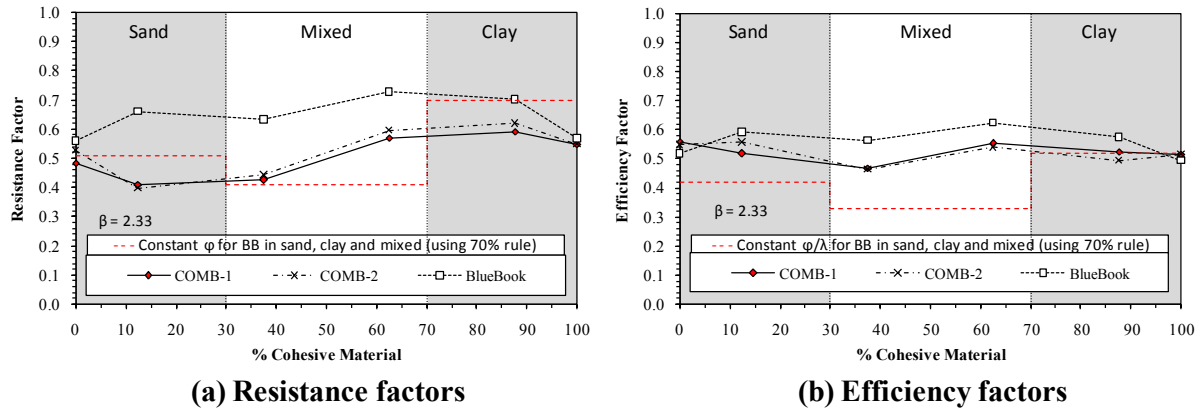 1.0
0.9
0.8
0.7
0.6
0.5
0.4
0.3
0.2
0.1
0.0
Resistance Factor
Sand Mixed Clay
β = 2.33
Constant φ for BB in sand, clay and mixed (using 70% rule)
COMB-1 COMB-2 BlueBook
0 10 20 30 40 50 60 70 80 90 100
% Cohesive Material
(a) Resistance factors
1.0
0.9
0.8
0.7
0.6
0.5
0.4
0.3
0.2
0.1
0.0
Efficiency Factor
Sand Mixed Clay
β = 2.33
Constant φ/λ for BB in sand, clay and mixed (using 70% rule)
COMB-1 COMB-2 BlueBook
0 10 20 30 40 50 60 70 80 90 100
% Cohesive Material
(b) Efficiency factors